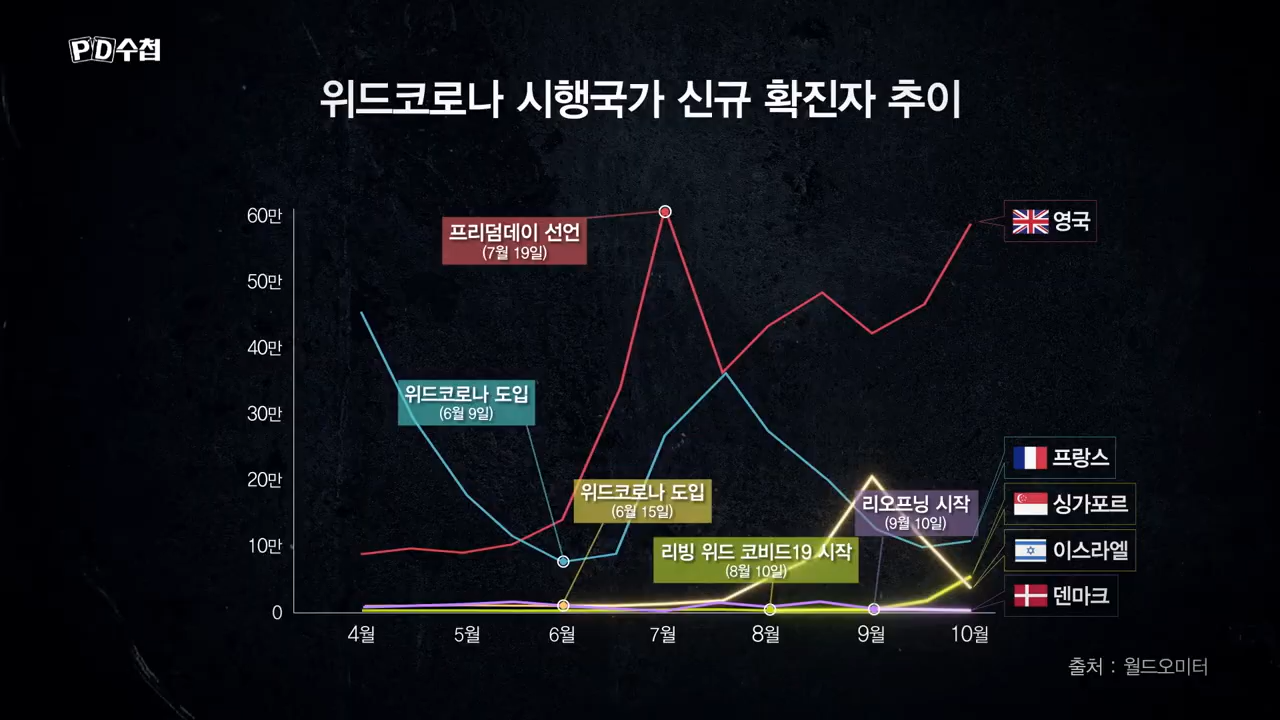 PD수첩
위드코로나 시행국가 신규 확진자 추이
60만
50만
40만
30만
20만
10만
0
4월
5월
6월
7월
8월
9월
10월
프리덤데이 선언
(7월 19일)
위드코로나 도입
(6월 9일)
위드코로나 도입
(6월 15일)
리빙 위드 코비드19 시작
(8월 10일)
리오프닝 시작
(9월 10일)
영국
프랑스
싱가포르
이스라엘
덴마크
출처 : 월드오미터